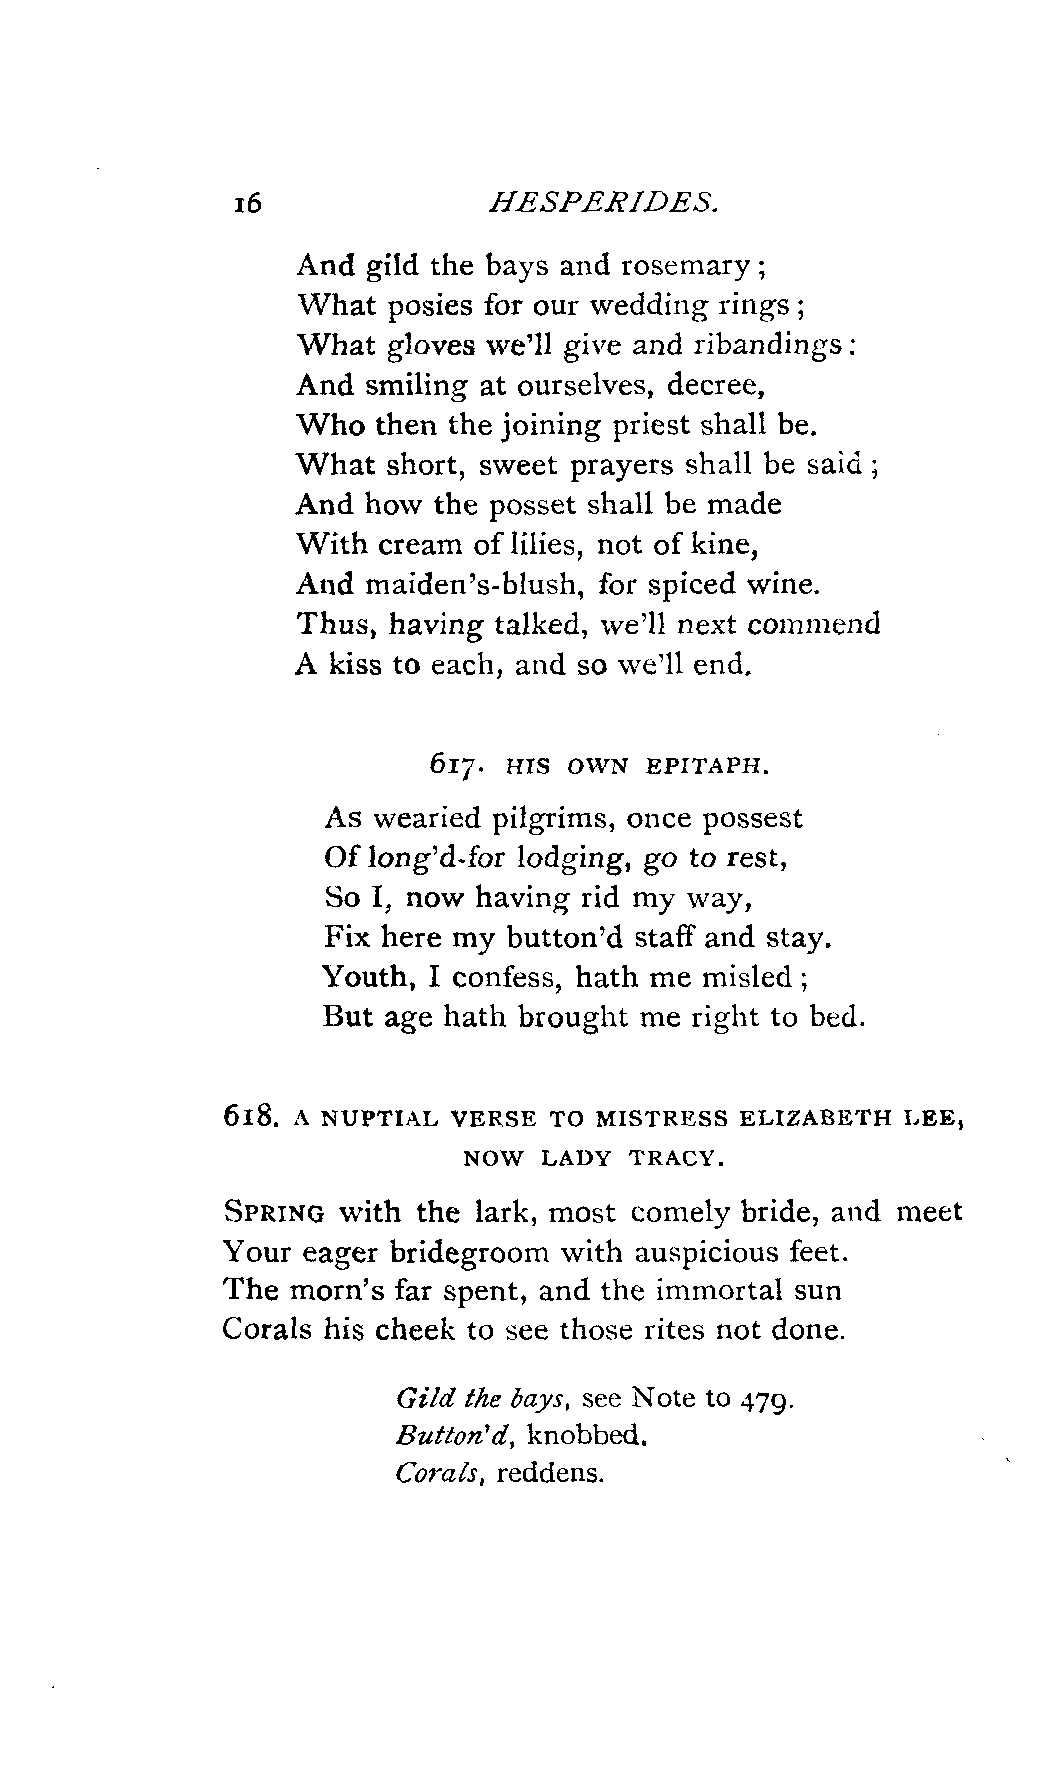 16 HESPERIDES.
And gild the bays and rosemary ;
What posies for our wedding rings ;
What gloves we'll give and ribandings :
And smiling at ourselves, decree,
Who then the joining priest shall be.
What short, sweet prayers shall be said ;
And how the posset shall be made
With cream of lilies, not of kine,
And maiden's-blush, for spiced wine.
Thus, having talked, we'll next commend
A kiss to each, and so we'll end.
617. HIS OWN EPITAPH.
As wearied pilgrims, once possest
Of long'd-for lodging, go to rest,
So I, now having rid my way,
Fix here my button'd staff and stay.
Youth, I confess, hath me misled ;
But age hath brought me right to bed.
618. A NUPTIAL VERSE TO MISTRESS ELIZABETH LEE,
NOW LADY TRACY.
SPRING with the lark, most comely bride, and meet
Your eager bridegroom with auspicious feet.
The morn's far spent, and the immortal sun
Corals his cheek to see those rites not done.
Gild the bays, see Note to 479.
Button'd, knobbed.
Corals, reddens.